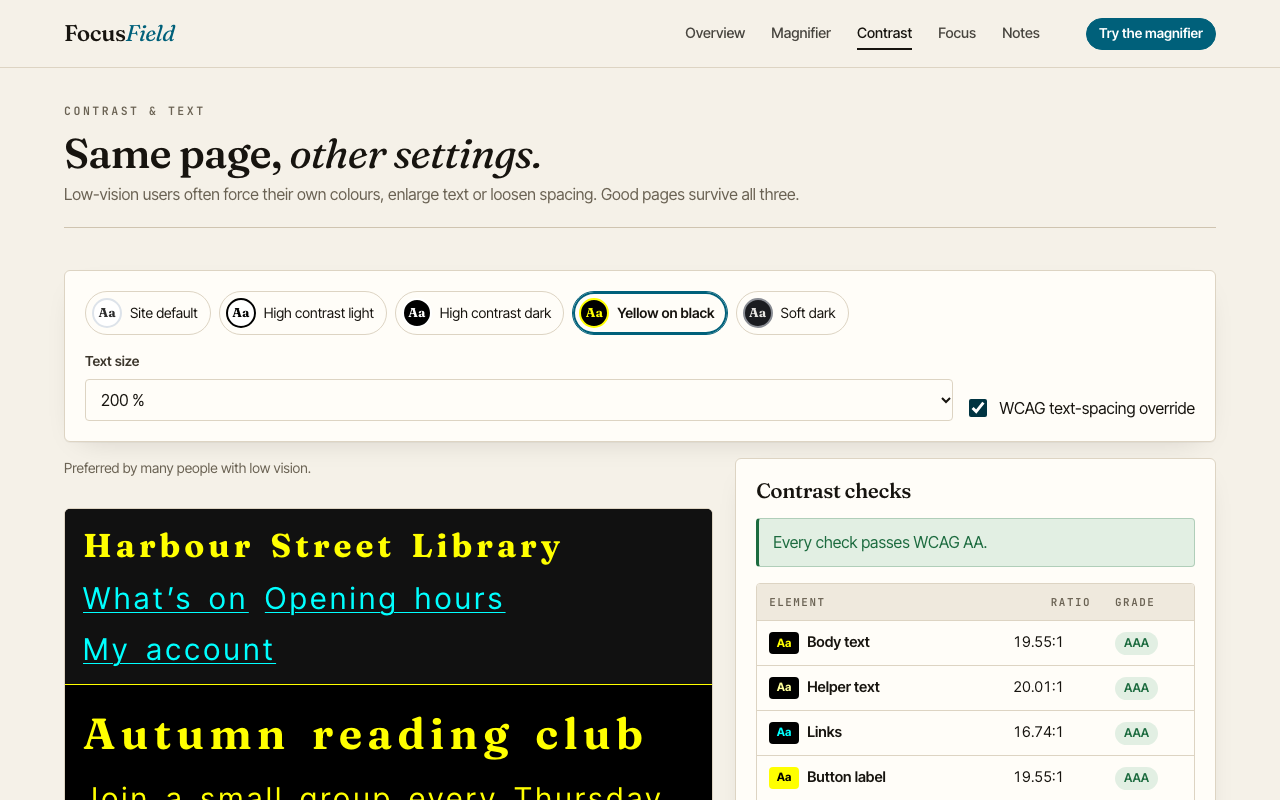 FocusField
Overview Magnifier Contrast Focus Notes Try the magnifier
CONTRAST & TEXT
Same page, other settings.
Low-vision users often force their own colours, enlarge text or loosen spacing. Good pages survive all three.
Aa Site default Aa High contrast light Aa High contrast dark Aa Yellow on black Aa Soft dark
Text size
200 %
WCAG text-spacing override
Preferred by many people with low vision.
Harbour Street Library
What’s on Opening hours
My account
Autumn reading club
Join a small group every Thursday
Contrast checks
Every check passes WCAG AA.
ELEMENT RATIO GRADE
Aa Body text 19.55:1 AAA
Aa Helper text 20.01:1 AAA
Aa Links 16.74:1 AAA
Aa Button label 19.55:1 AAA